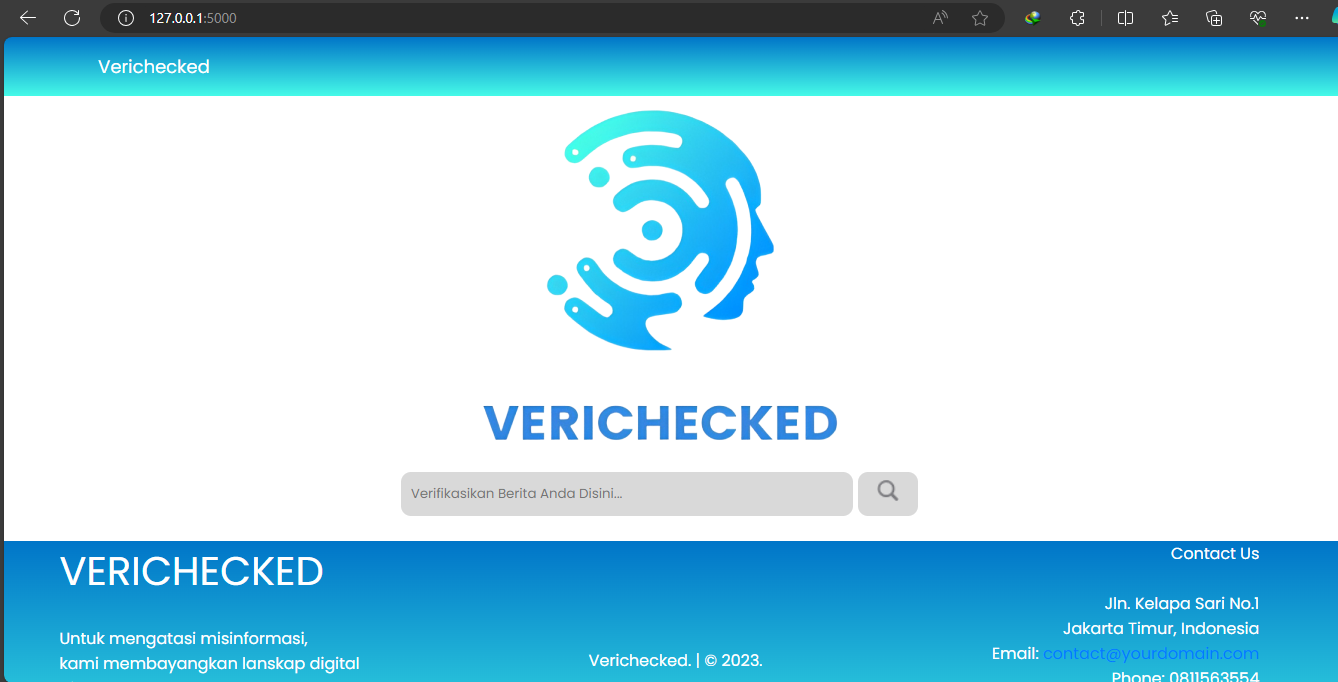 127.0.0.1:5000
Verichecked
VERICHECKED
Verifikasikan Berita Anda Disini...
VERICHECKED
Untuk mengatasi misinformasi,
kami membayangkan lanskap digital
Verichecked. | © 2023.
Contact Us
Jln. Kelapa Sari No.1
Jakarta Timur, Indonesia
Email: contact@yourdomain.com
Phone: 0811563554